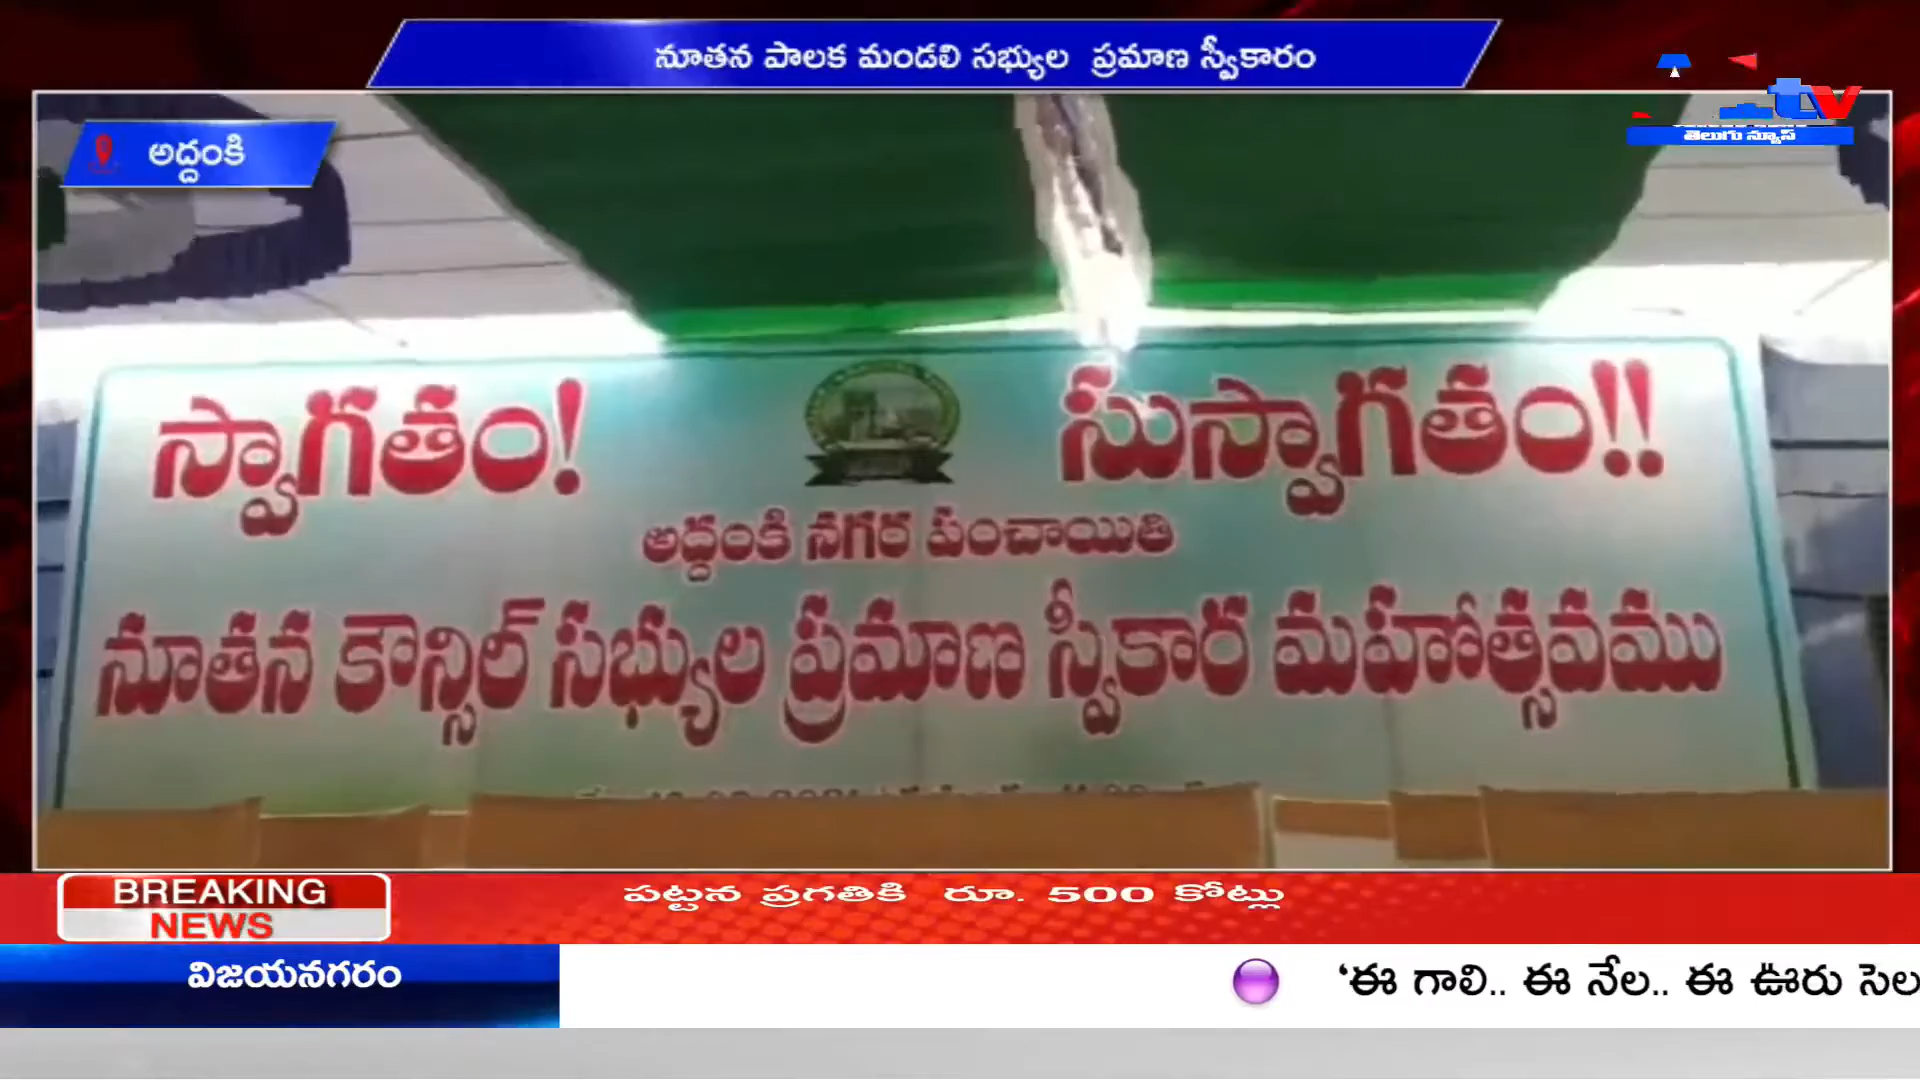 నూతన పాలక మండలి సభ్యుల ప్రమాణ స్వీకారం
tv
తెలుగు న్యూస్
అద్దంకి
స్వాగతం! సుస్వాగతం!!
అద్దంకి నగర పంచాయితి
నూతన కౌన్సిల్ సభ్యుల ప్రమాణ స్వీకార మహోత్సవము
BREAKING
NEWS
పట్టన ప్రగతికి రూ. 500 కోట్లు
విజయనగరం
‘ఈ గాలి.. ఈ నేల.. ఈ ఊరు సెల